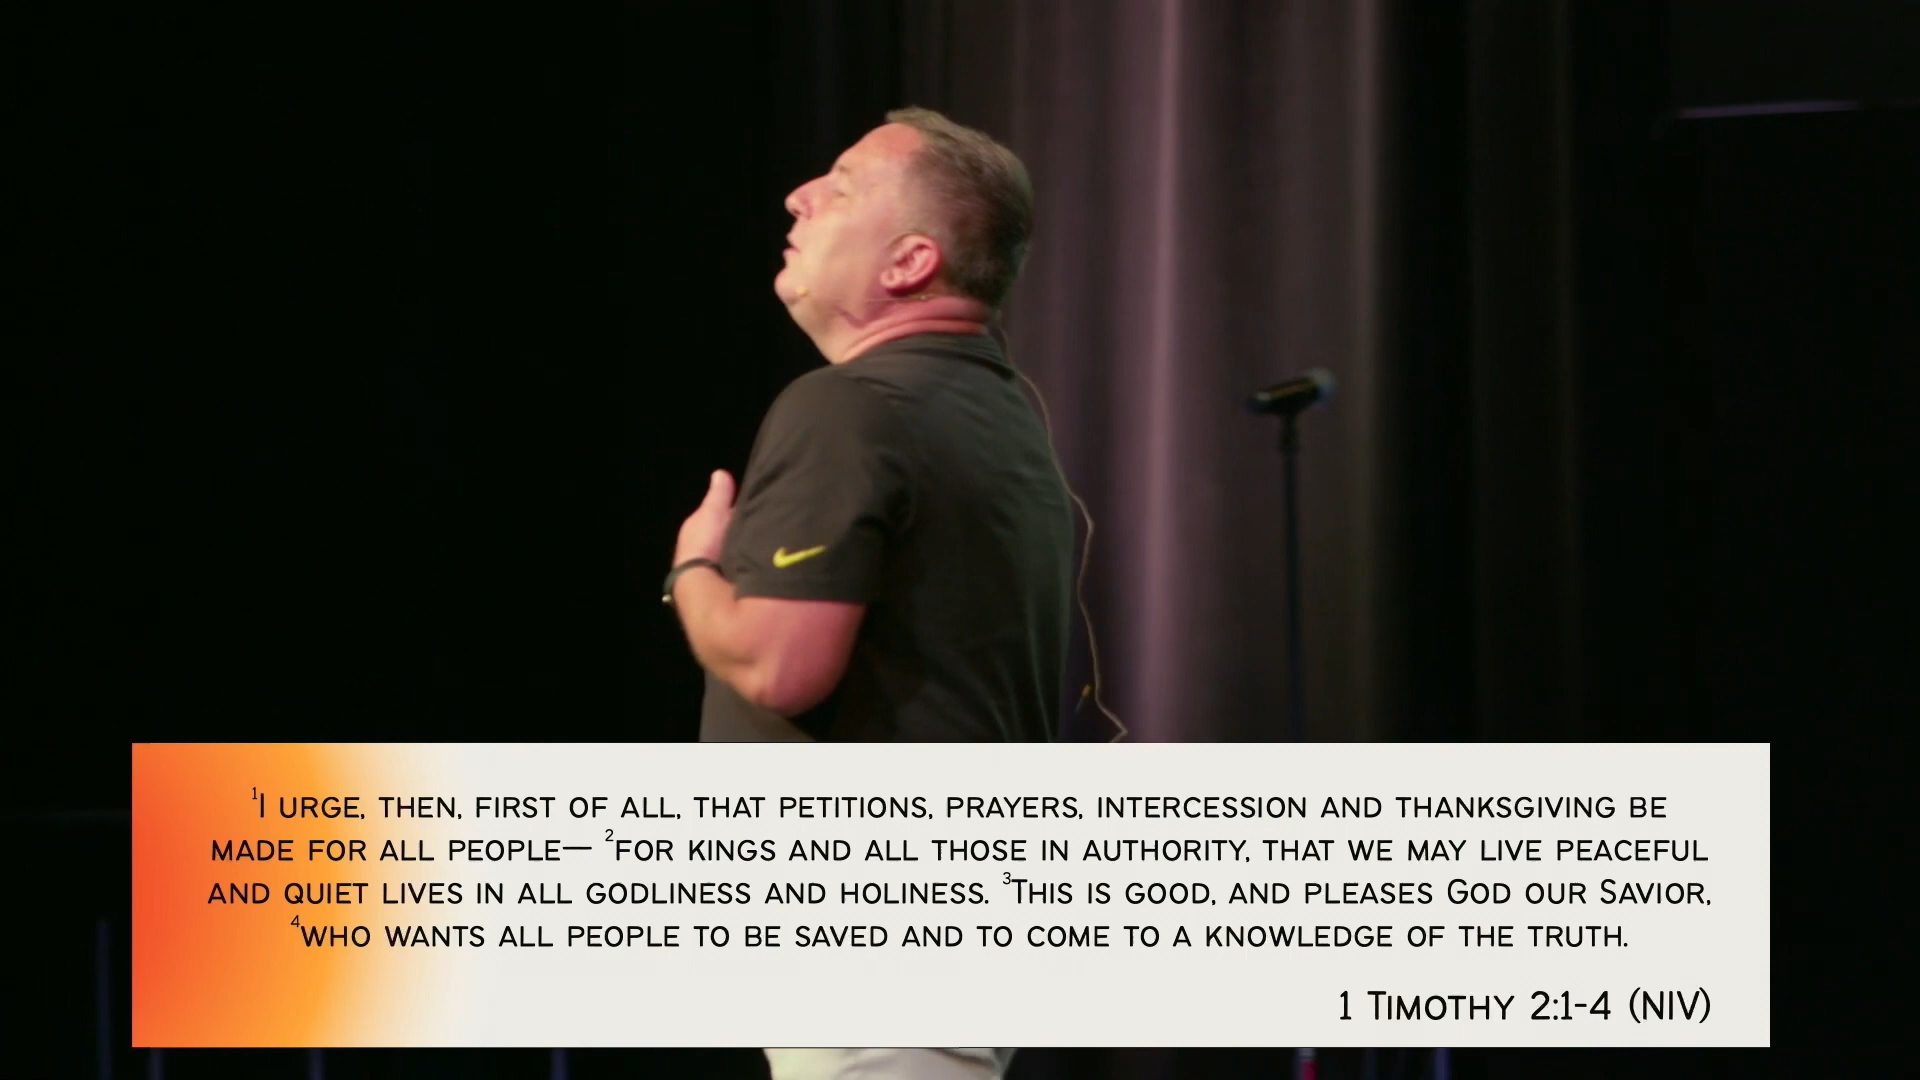 ¹I URGE, THEN, FIRST OF ALL, THAT PETITIONS, PRAYERS, INTERCESSION AND THANKSGIVING BE
MADE FOR ALL PEOPLE— ²FOR KINGS AND ALL THOSE IN AUTHORITY, THAT WE MAY LIVE PEACEFUL
AND QUIET LIVES IN ALL GODLINESS AND HOLINESS. ³THIS IS GOOD, AND PLEASES GOD OUR SAVIOR,
⁴WHO WANTS ALL PEOPLE TO BE SAVED AND TO COME TO A KNOWLEDGE OF THE TRUTH.
1 TIMOTHY 2:1-4 (NIV)